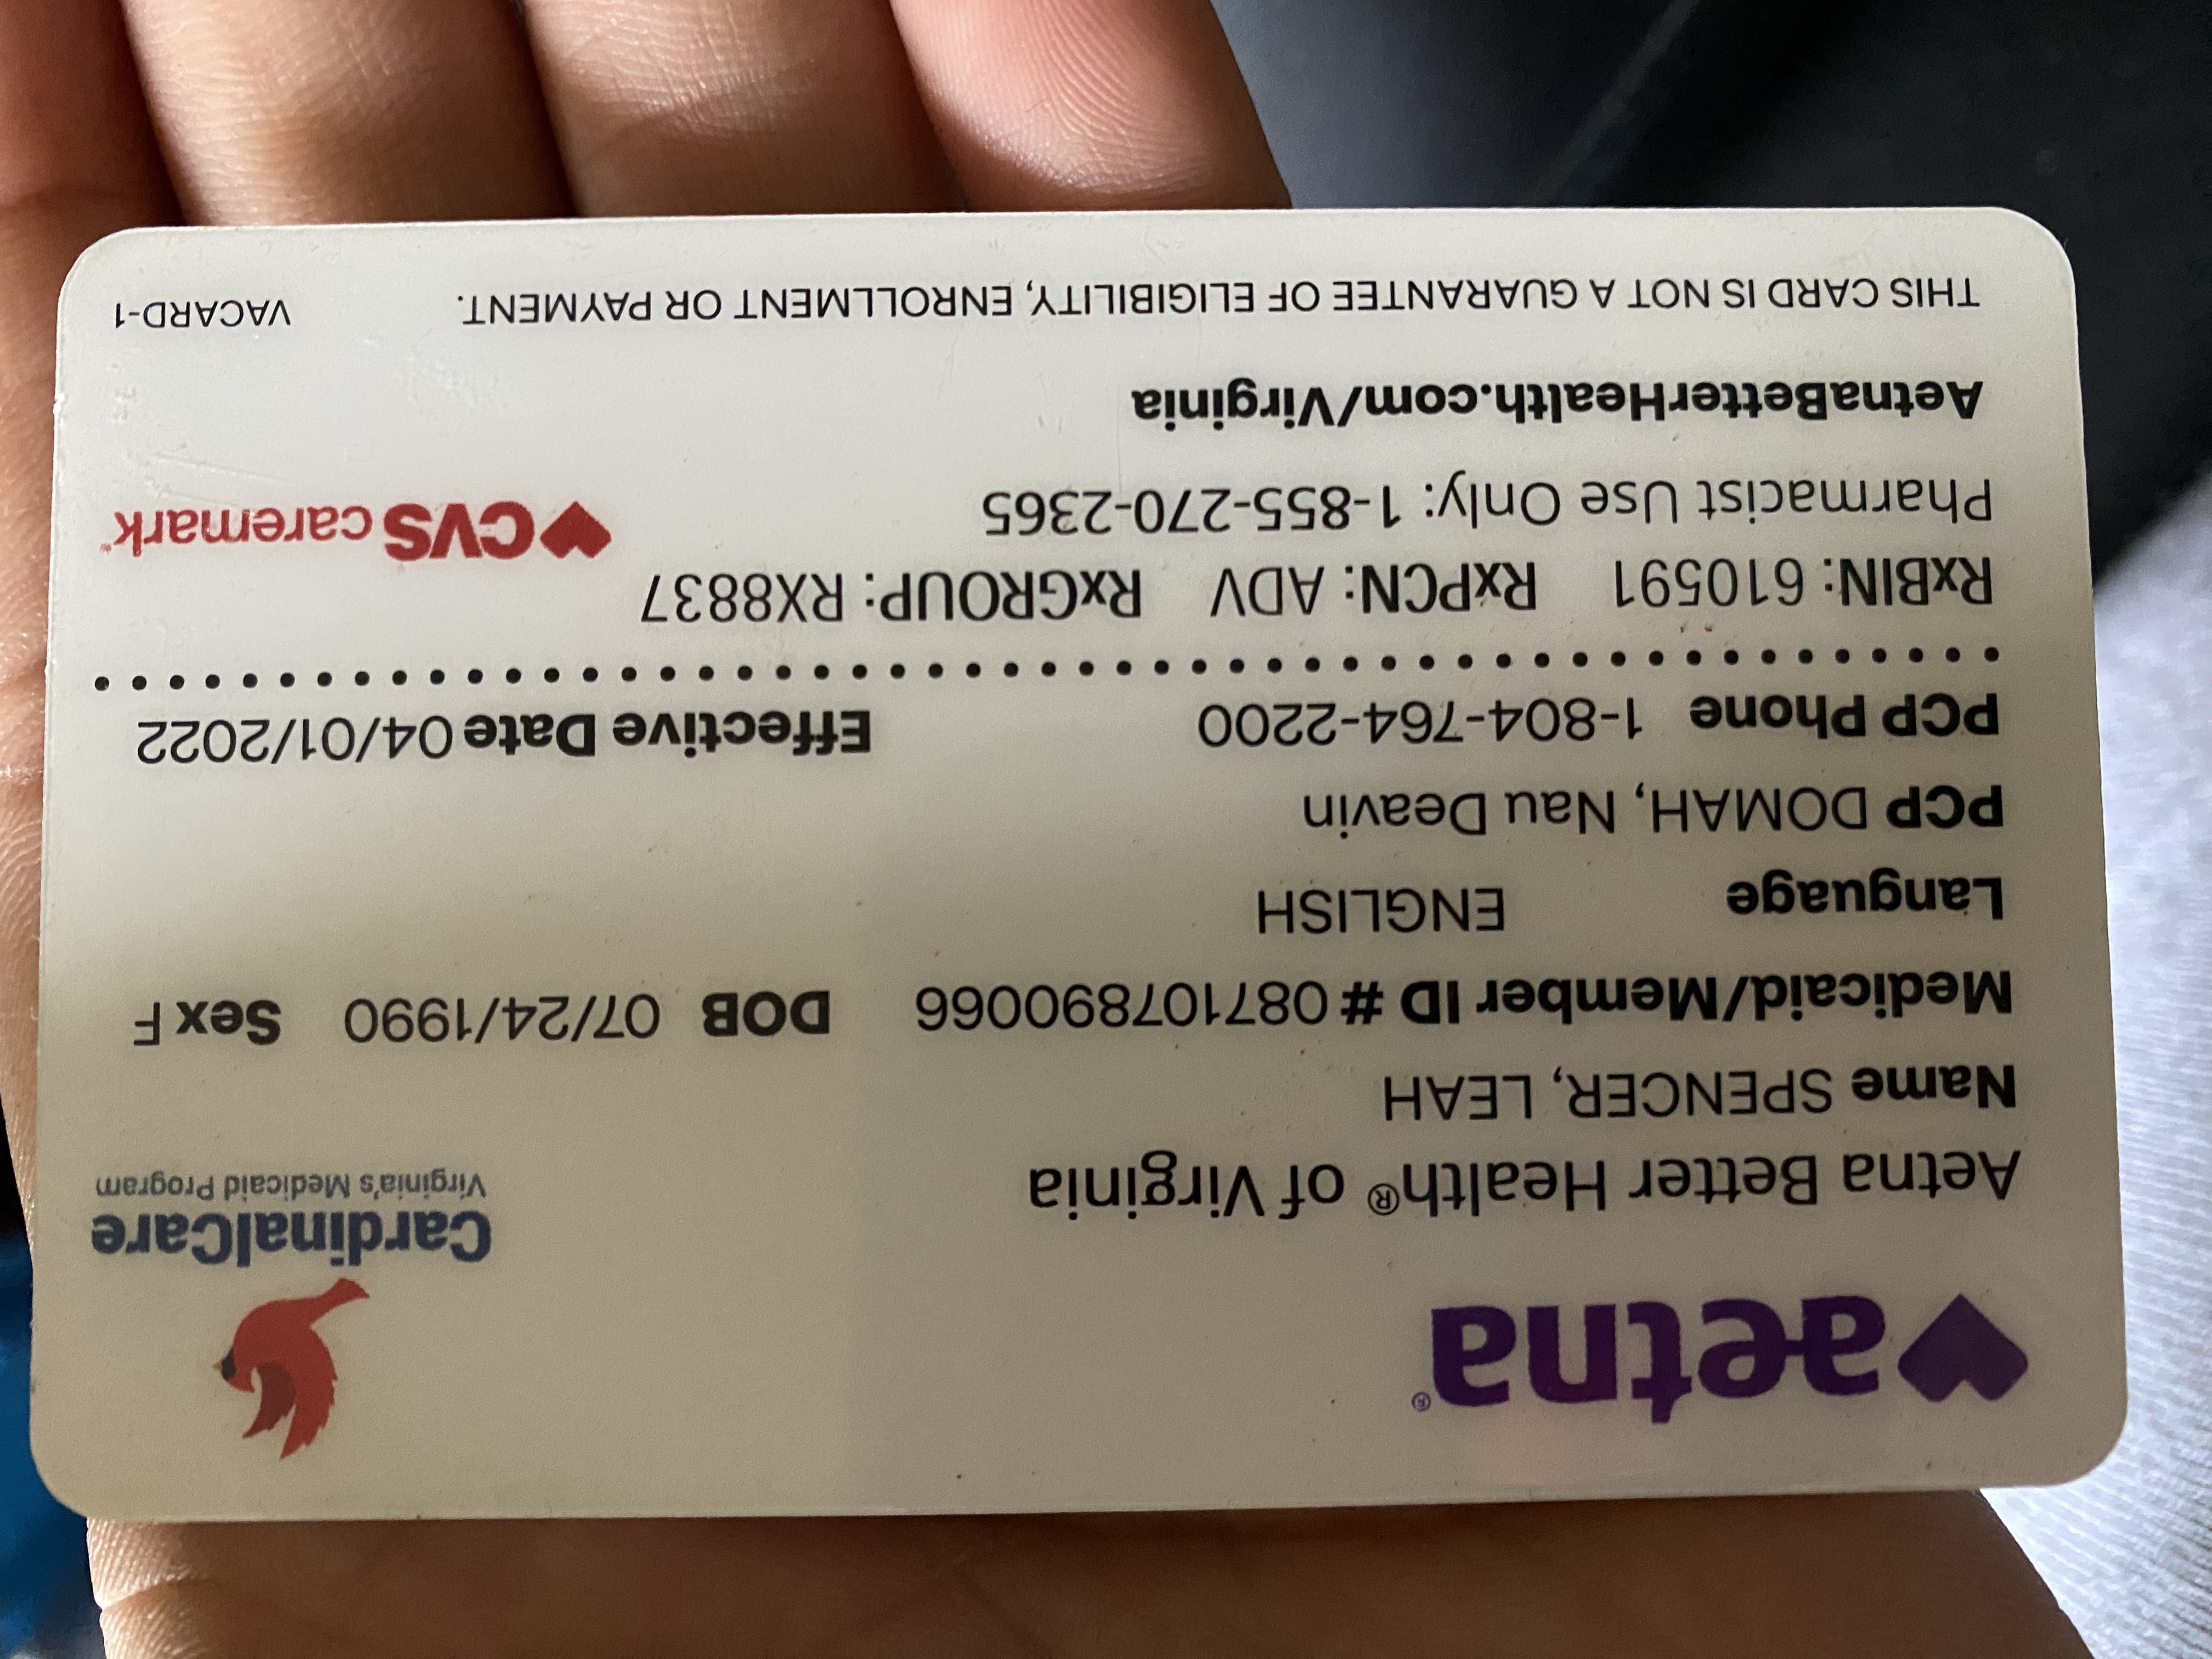 aetna®
CardinalCare
Virginia's Medicaid Program
Aetna Better Health® of Virginia
Name SPENCER, LEAH
Medicaid/Member ID # 087107890066 DOB 07/24/1990 Sex F
Language ENGLISH
PCP DOMAH, Nau Deavin
PCP Phone 1-804-764-2200 Effective Date 04/01/2022
RxBIN: 610591 RxPCN: ADV RxGROUP: RX8837
Pharmacist Use Only: 1-855-270-2365
CVS caremark
AetnaBetterHealth.com/Virginia
THIS CARD IS NOT A GUARANTEE OF ELIGIBILITY, ENROLLMENT OR PAYMENT. VACARD-1